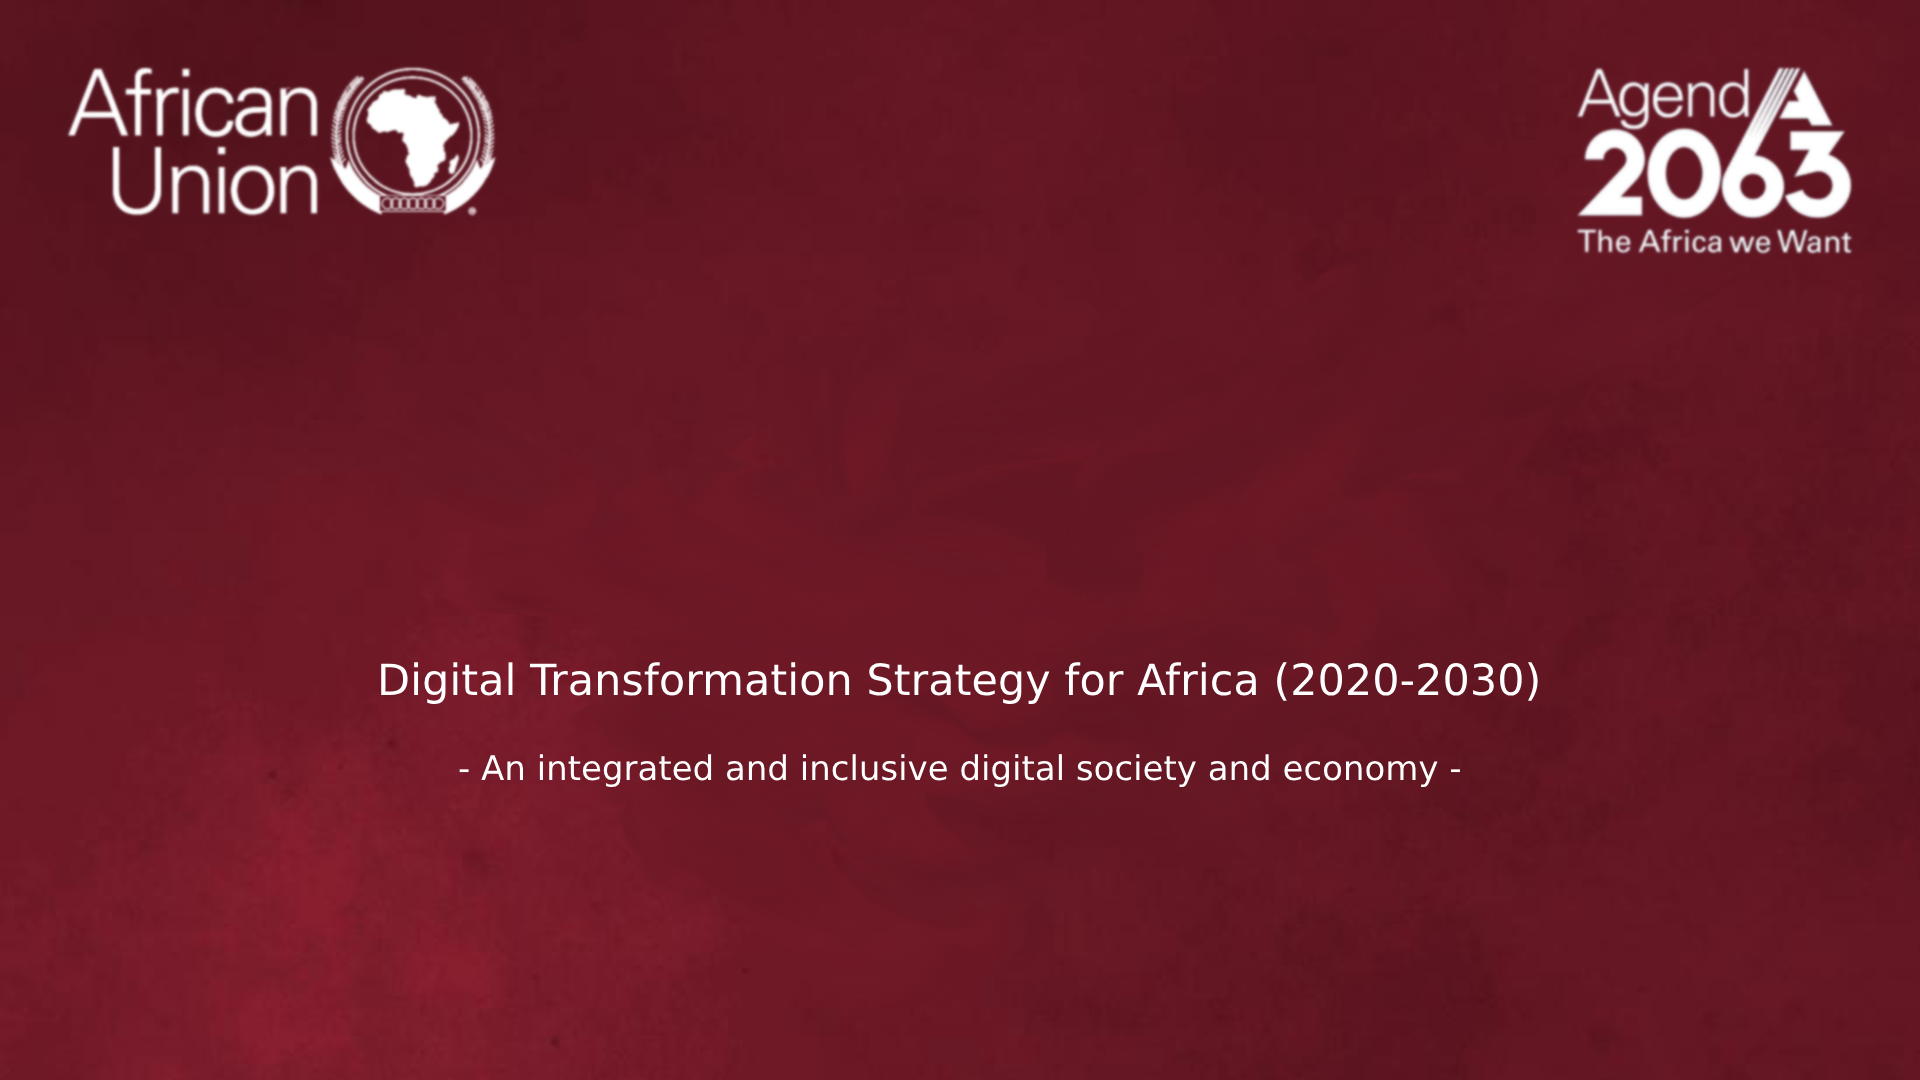 African
Union
Agenda
2063
The Africa we Want
Digital Transformation Strategy for Africa (2020-2030)
- An integrated and inclusive digital society and economy -